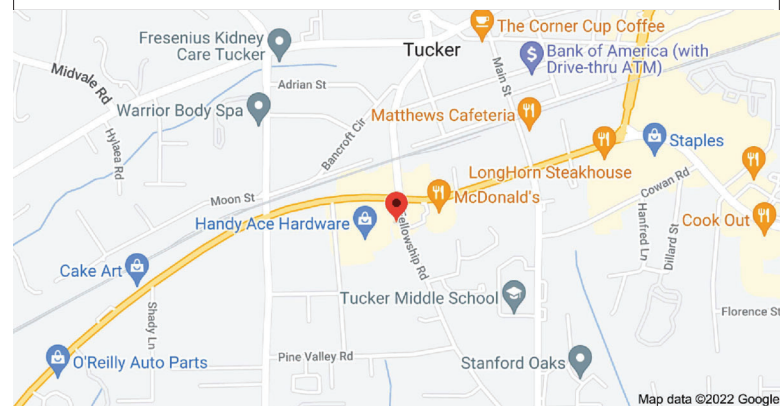 The Corner Cup Coffee
Fresenius Kidney
Care Tucker
Tucker
Bank of America (with
Drive-thru ATM)
Midvale Rd
Adrian St
Main St
Warrior Body Spa
Matthews Cafeteria
Hylaea Rd
Bancroft Cir
Staples
LongHorn Steakhouse
Moon St
McDonald's
Cowan Rd
Handy Ace Hardware
Cook Out
Fellowship Rd
Hanfred Ln
Dillard St
Cake Art
Tucker Middle School
Shady Ln
Florence St
O'Reilly Auto Parts
Pine Valley Rd
Stanford Oaks
Map data ©2022 Google